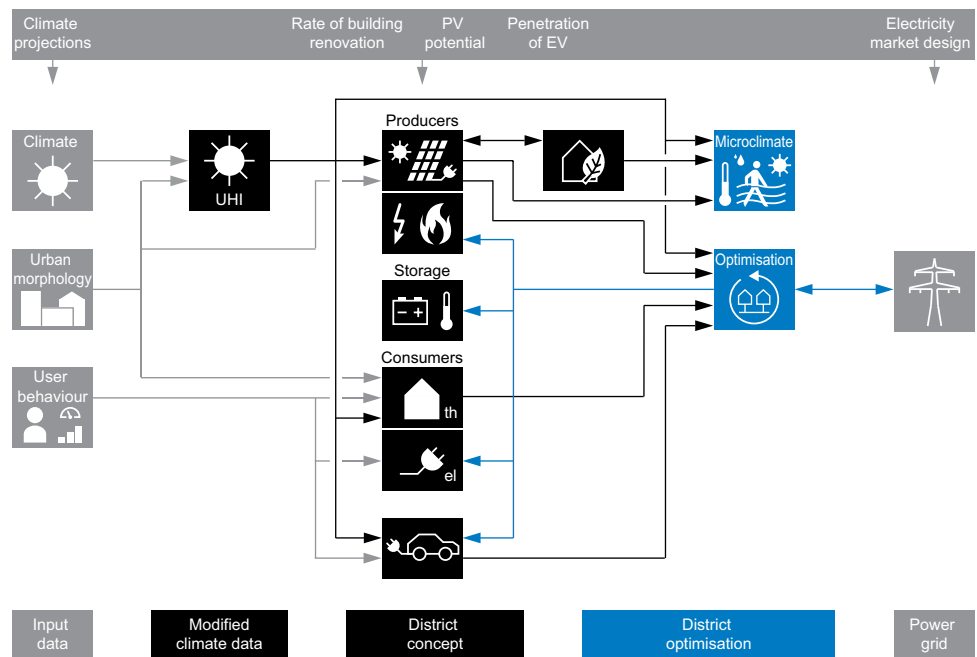 Climate
projections
Rate of building
renovation
PV
potential
Penetration
of EV
Electricity
market design
Climate
UHI
Producers
Microclimate
Urban
morphology
Storage
- +
Optimisation
User
behaviour
Consumers
th
el
Input
data
Modified
climate data
District
concept
District
optimisation
Power
grid